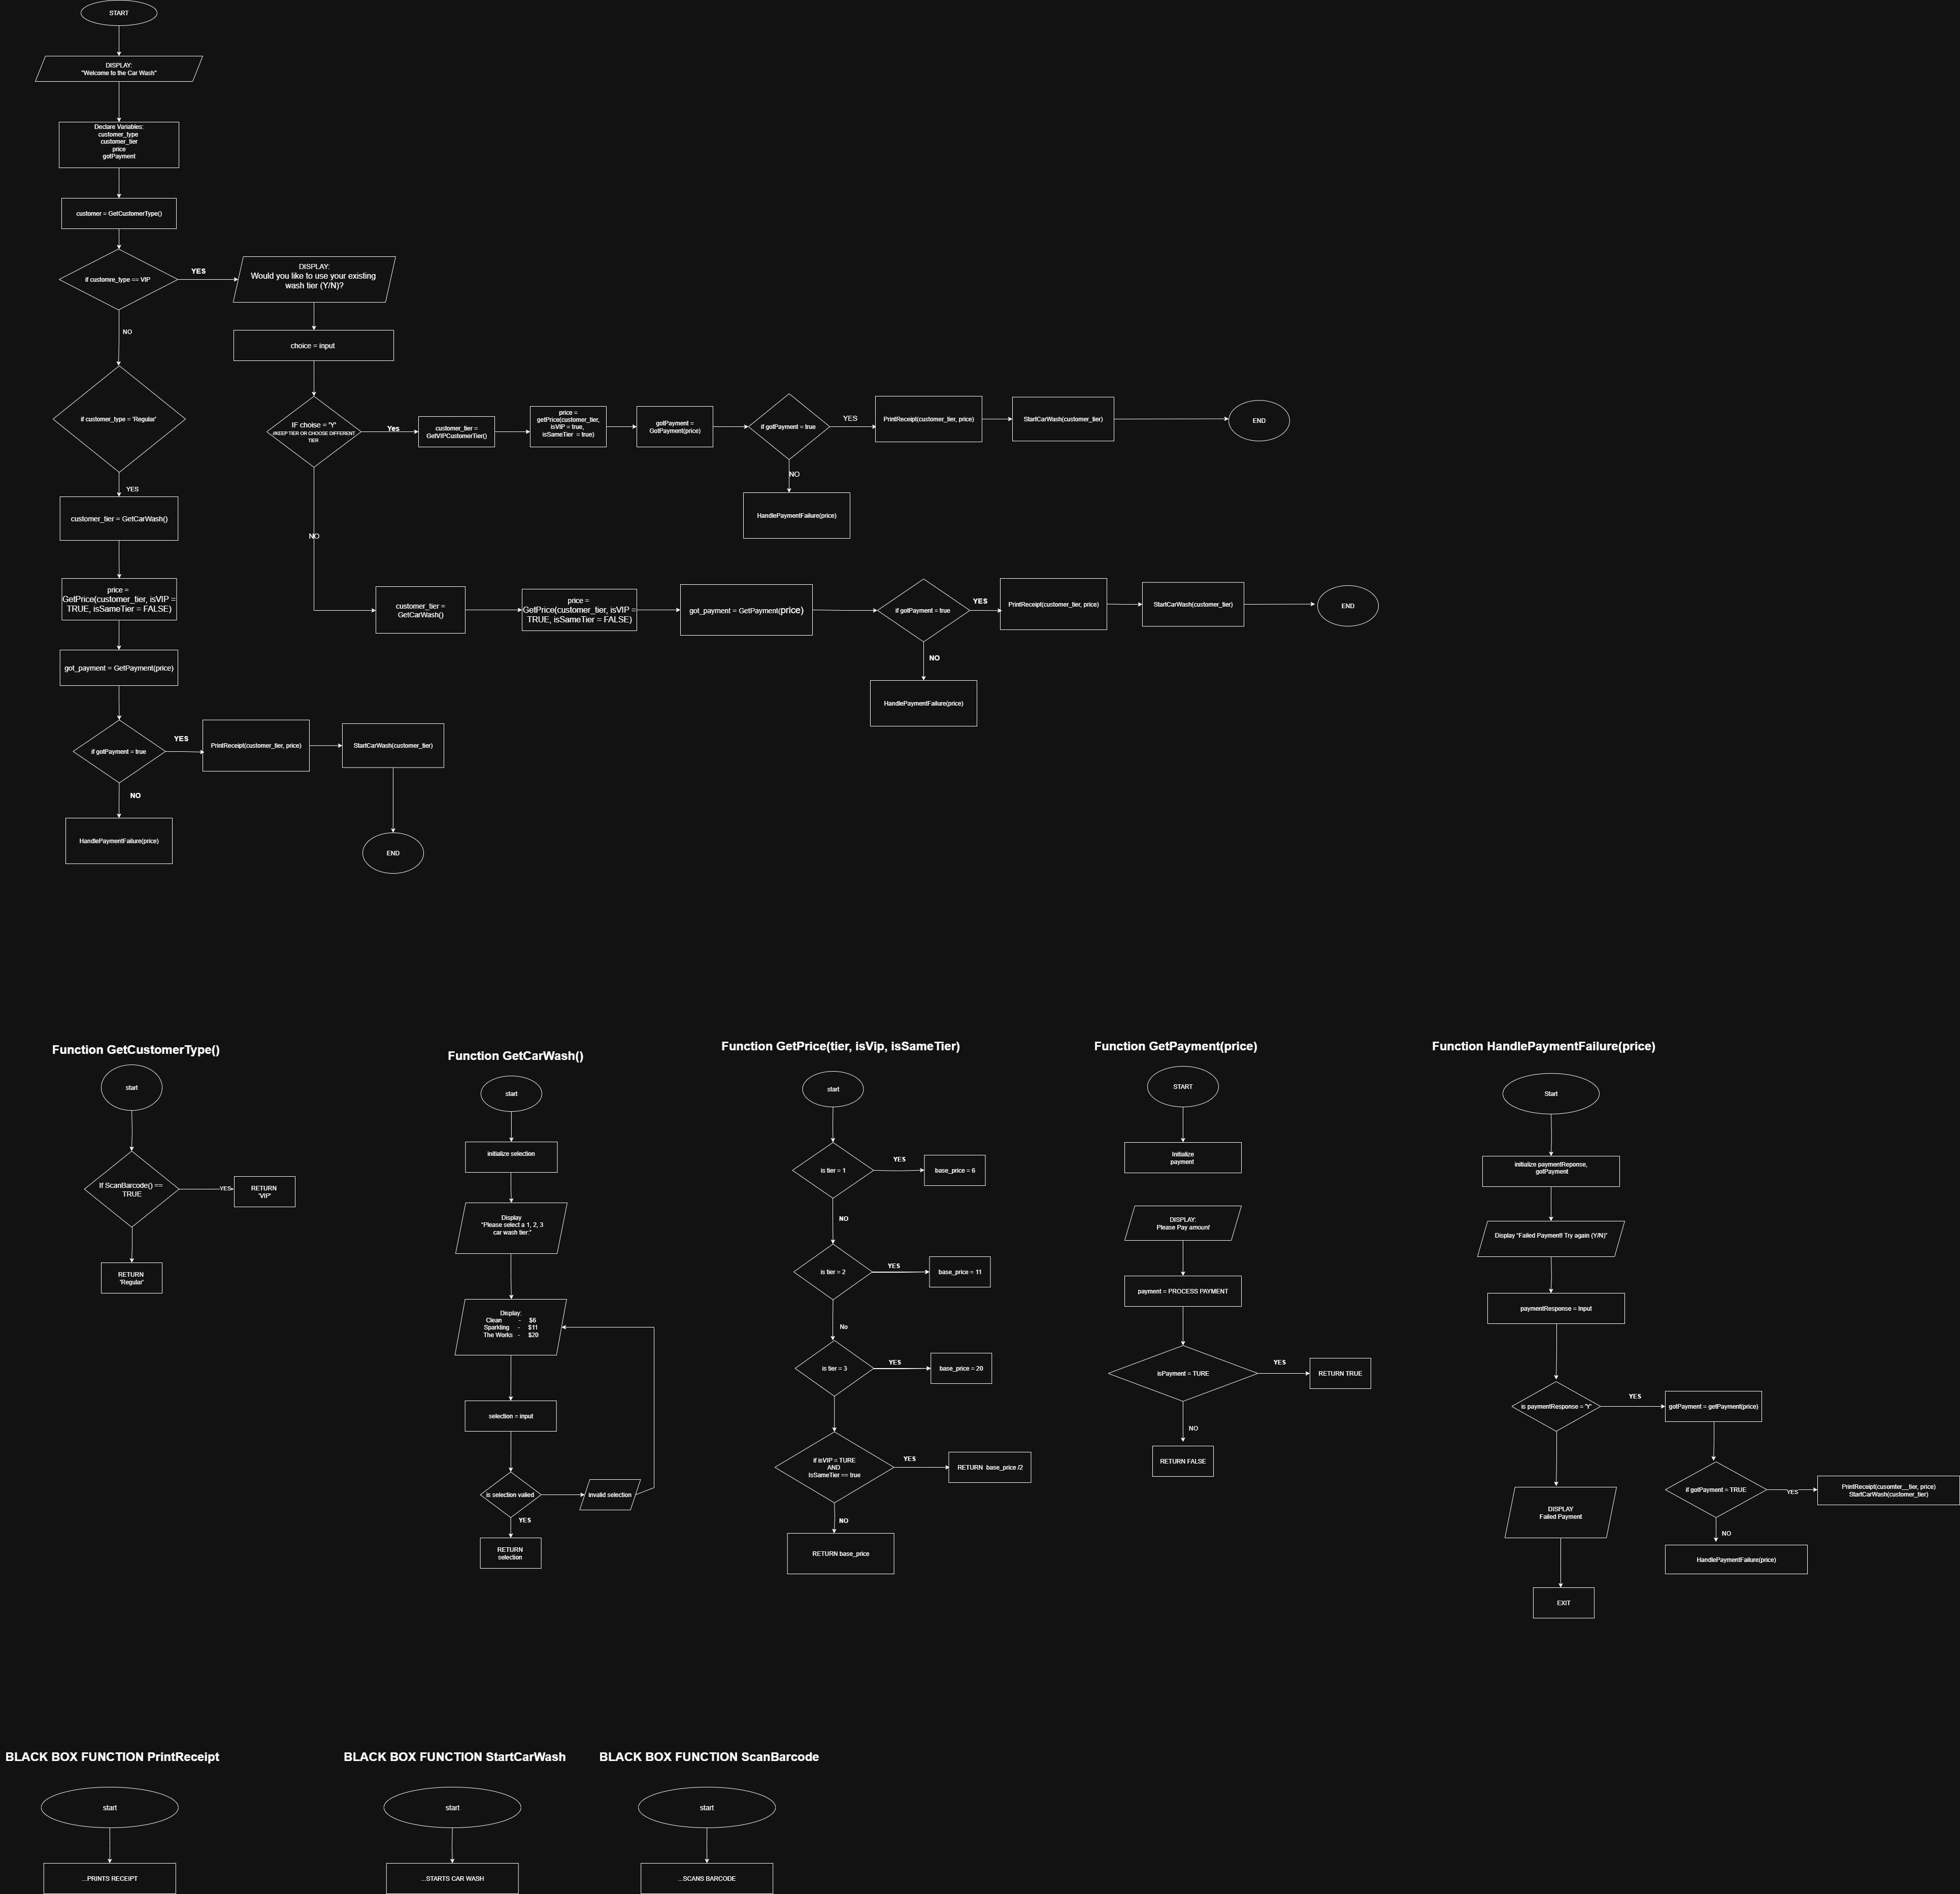 START
DISPLAY:
"Welcome to the Car Wash"
Declare Variables:
customer_type
customer_tier
price
gotPayment
customer = GetCustomerType()
if customre_type == VIP
YES
DISPLAY:
Would you like to use your existing
wash tier (Y/N)?
NO
choice = input
if customer_type = 'Regular'
IF choise = 'Y'
(KEEP TIER OR CHOOSE DIFFERENT
TIER
Yes
customer_tier =
GetVIPCustomerTier()
price =
getPrice(customer_tier,
isVIP = true,
isSameTier  = true)
gotPayment =
GotPayment(price)
if gotPayment = true
YES
PrintReceipt(customer_tier, price)
StartCarWash(customer_tier)
END
NO
HandlePaymentFailure(price)
YES
customer_tier = GetCarWash()
NO
price =
GetPrice(customer_tier, isVIP =
TRUE, isSameTier = FALSE)
customer_tier =
GetCarWash()
price =
GetPrice(customer_tier, isVIP =
TRUE, isSameTier = FALSE)
got_payment = GetPayment(price)
if gotPayment = true
YES
PrintReceipt(customer_tier, price)
StartCarWash(customer_tier)
END
NO
HandlePaymentFailure(price)
got_payment = GetPayment(price)
if gotPayment = true
YES
PrintReceipt(customer_tier, price)
StartCarWash(customer_tier)
NO
HandlePaymentFailure(price)
END
Function GetCustomerType()
start
If ScanBarcode() ==
TRUE
YES
RETURN
'VIP'
RETURN
'Regular'
Function GetCarWash()
start
initialize selection
Display
"Please select a 1, 2, 3
car wash tier:"
Display:
Clean - $6
Sparkling - $11
The Works - $20
selection = input
is selection valied
invalid selection
YES
RETURN
selection
Function GetPrice(tier, isVip, isSameTier)
start
is tier = 1
YES
base_price = 6
NO
is tier = 2
YES
base_price = 11
No
is tier = 3
YES
base_price = 20
if isVIP = TURE
AND
IsSameTier == true
YES
RETURN  base_price /2
NO
RETURN base_price
Function GetPayment(price)
START
Initialize
payment
DISPLAY:
Please Pay amount
payment = PROCESS PAYMENT
isPayment = TURE
YES
RETURN TRUE
NO
RETURN FALSE
Function HandlePaymentFailure(price)
Start
initialize paymentReponse,
gotPayment
Display "Failed Payment! Try again (Y/N)"
paymentResponse = Input
is paymentResponse = "Y"
YES
gotPayment = getPayment(price)
if gotPayment = TRUE
YES
PrintReceipt(cusomter__tier, price)
StartCarWash(customer_tier)
NO
HandlePaymentFailure(price)
DISPLAY
Failed Payment
EXIT
BLACK BOX FUNCTION PrintReceipt
start
...PRINTS RECEIPT
BLACK BOX FUNCTION StartCarWash
start
...STARTS CAR WASH
BLACK BOX FUNCTION ScanBarcode
start
...SCANS BARCODE